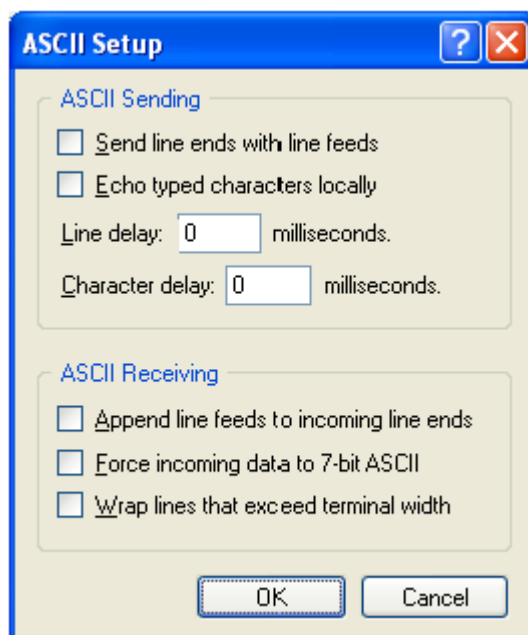 ASCII Setup ?
ASCII Sending
Send line ends with line feeds
Echo typed characters locally
Line delay: 0 milliseconds.
Character delay: 0 milliseconds.
ASCII Receiving
Append line feeds to incoming line ends
Force incoming data to 7-bit ASCII
Wrap lines that exceed terminal width
OK Cancel